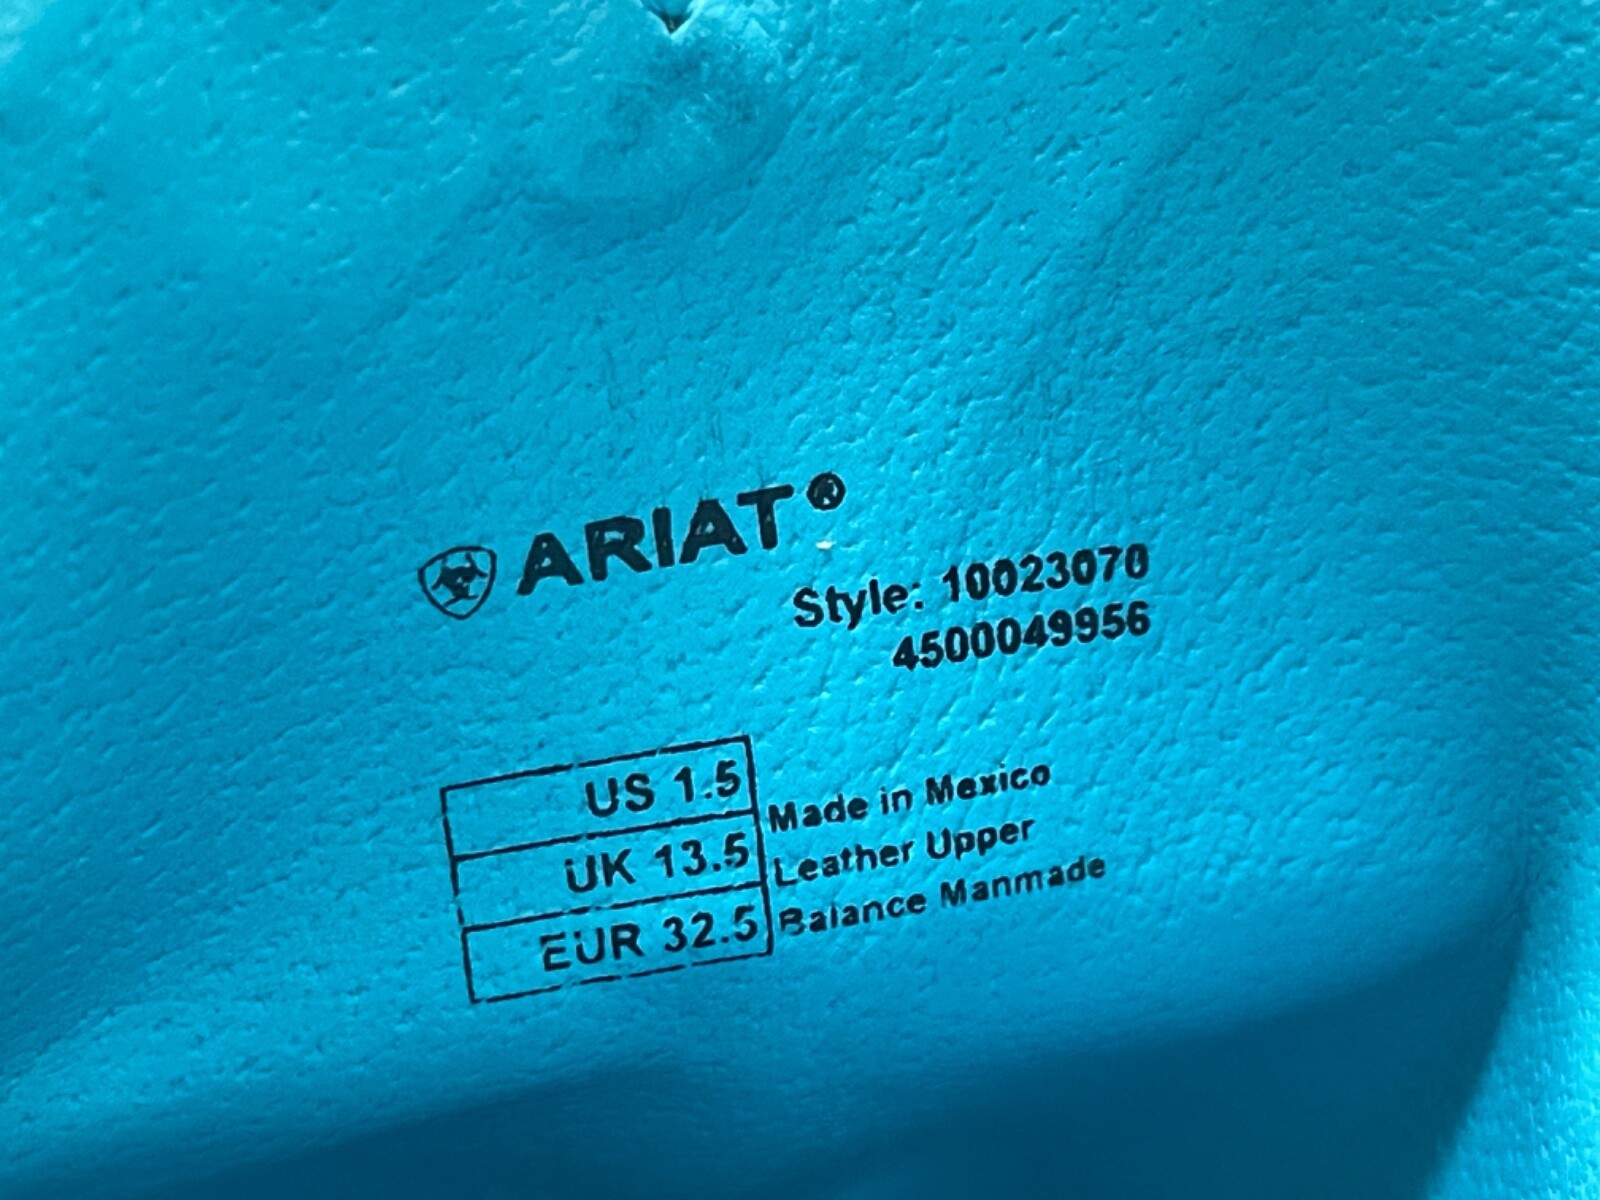 ARIAT®
Style: 10023070
4500049956
US 1.5
UK 13.5
EUR 32.5
Made in Mexico
Leather Upper
Balance Manmade